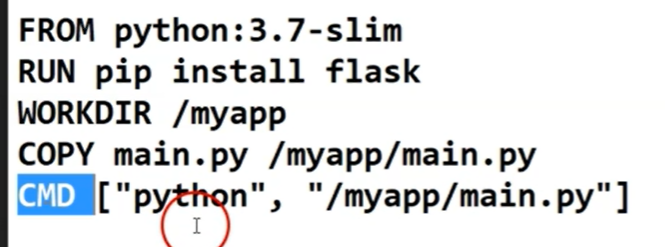 FROM python:3.7-slim
RUN pip install flask
WORKDIR /myapp
COPY main.py /myapp/main.py
CMD ["python", "/myapp/main.py"]